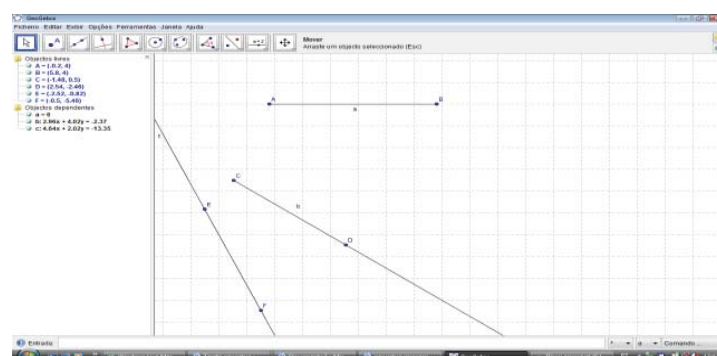 GeoGebra
Ficheiro Editar Exibir Opções Ferramentas Janela Ajuda
Mover
Arraste um objecto seleccionado (Esc)
Objectos livres
A = (-0.2, 4)
B = (5.8, 4)
C = (-1.48, 0.5)
D = (2.54, -2.46)
E = (-2.52, -0.82)
F = (-0.5, -5.46)
Objectos dependentes
a = 6
b: 2.96x + 4.02y = -2.37
c: 4.64x + 2.02y = -13.35
A
B
a
C
b
D
E
F
Entrada:
Comando ...